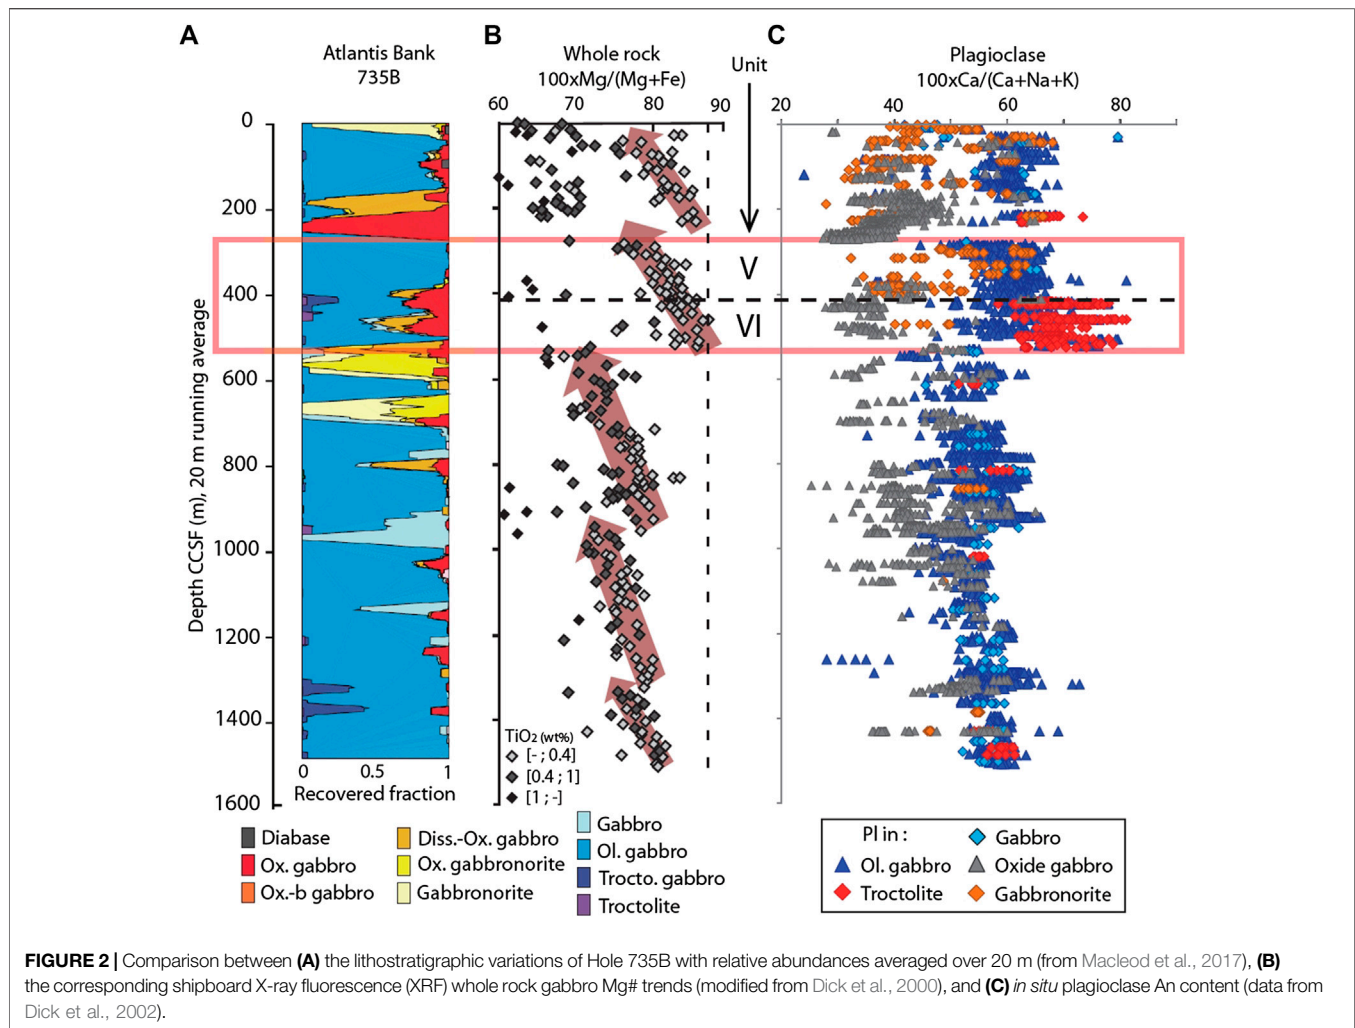 A
B
C
Atlantis Bank
735B
Whole rock
100xMg/(Mg+Fe)
Unit
Plagioclase
100xCa/(Ca+Na+K)
60 70 80 90
20 40 60 80
Depth CCSF (m), 20 m running average
0
200
400
600
800
1000
1200
1400
1600
V
VI
0 0.5 1
Recovered fraction
TiO₂ (wt%)
[- ; 0.4]
[0.4 ; 1]
[1 ; -]
Diabase
Ox. gabbro
Ox.-b gabbro
Diss.-Ox. gabbro
Ox. gabbronorite
Gabbronorite
Gabbro
Ol. gabbro
Trocto. gabbro
Troctolite
Pl in :
Ol. gabbro
Troctolite
Gabbro
Oxide gabbro
Gabbronorite
FIGURE 2 | Comparison between (A) the lithostratigraphic variations of Hole 735B with relative abundances averaged over 20 m (from Macleod et al., 2017), (B)
the corresponding shipboard X-ray fluorescence (XRF) whole rock gabbro Mg# trends (modified from Dick et al., 2000), and (C) in situ plagioclase An content (data from
Dick et al., 2002).